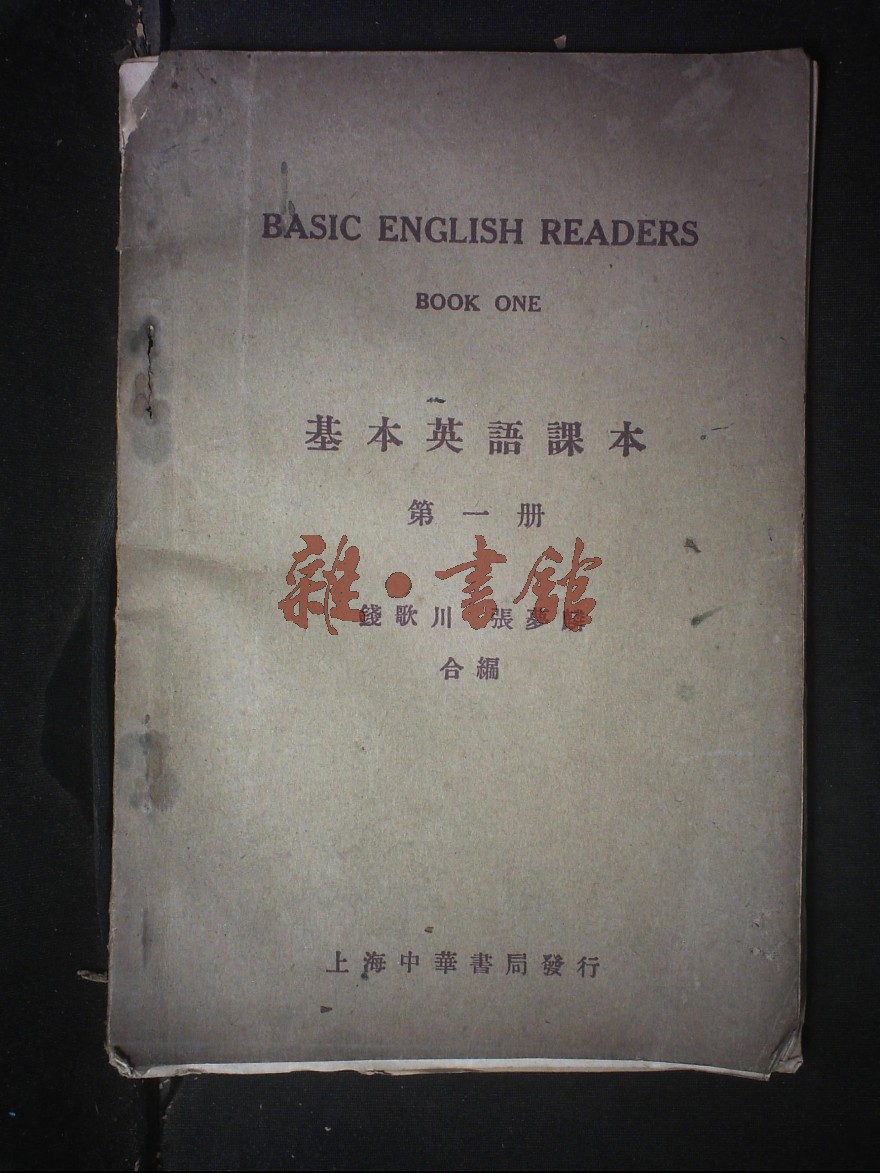 BASIC ENGLISH READERS
BOOK ONE
基本英語課本
第一册
雜·書館
錢歌川 張夢麟
合編
上海中華書局發行